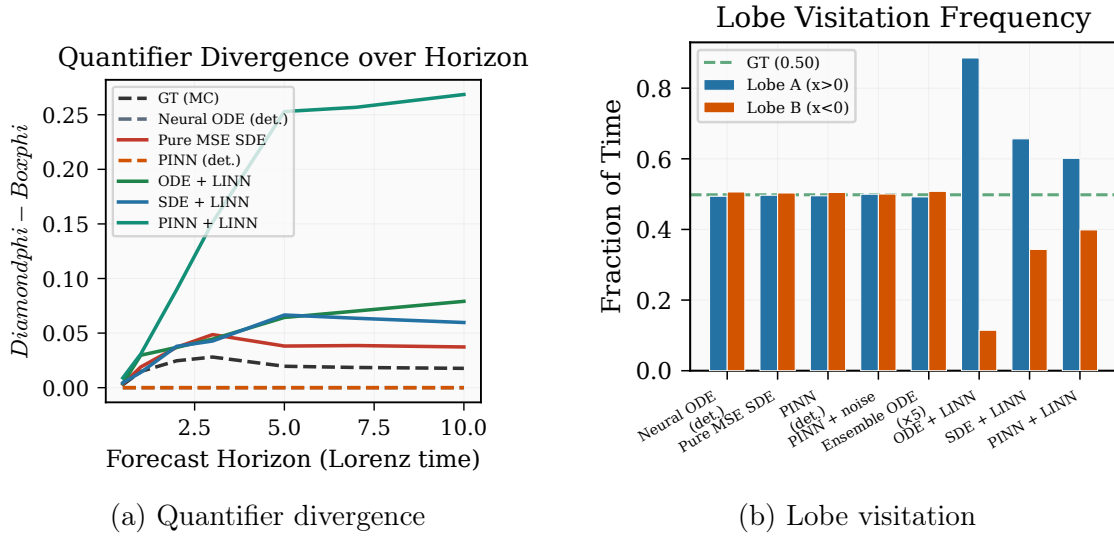 Quantifier Divergence over Horizon
GT (MC)
Neural ODE (det.)
Pure MSE SDE
PINN (det.)
ODE + LINN
SDE + LINN
PINN + LINN
Diamondphi − Boxphi
0.25
0.20
0.15
0.10
0.05
0.00
2.5 5.0 7.5 10.0
Forecast Horizon (Lorenz time)
(a) Quantifier divergence
Lobe Visitation Frequency
GT (0.50)
Lobe A (x>0)
Lobe B (x<0)
Fraction of Time
0.8
0.6
0.4
0.2
0.0
Neural ODE
(det.)
Pure MSE SDE
PINN
(det.)
PINN + noise
Ensemble ODE
(×5)
ODE + LINN
SDE + LINN
PINN + LINN
(b) Lobe visitation